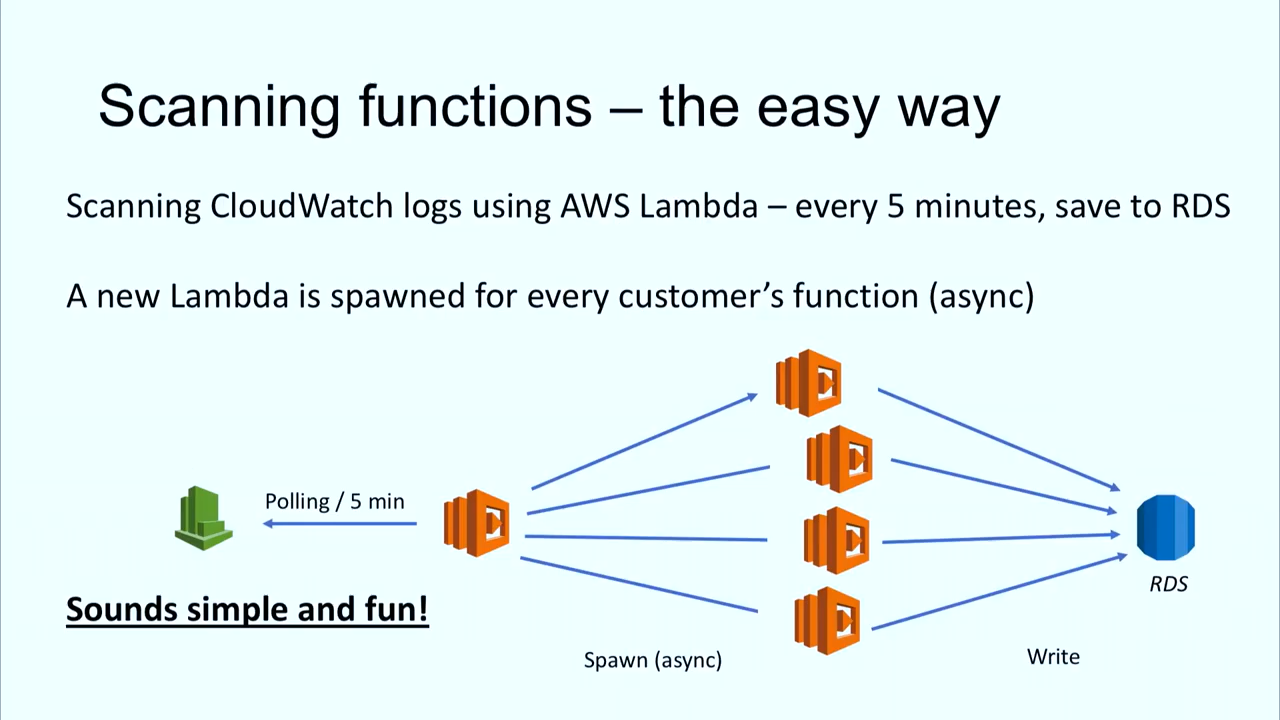 Scanning functions – the easy way
Scanning CloudWatch logs using AWS Lambda – every 5 minutes, save to RDS
A new Lambda is spawned for every customer’s function (async)
Polling / 5 min
RDS
Sounds simple and fun!
Spawn (async)
Write